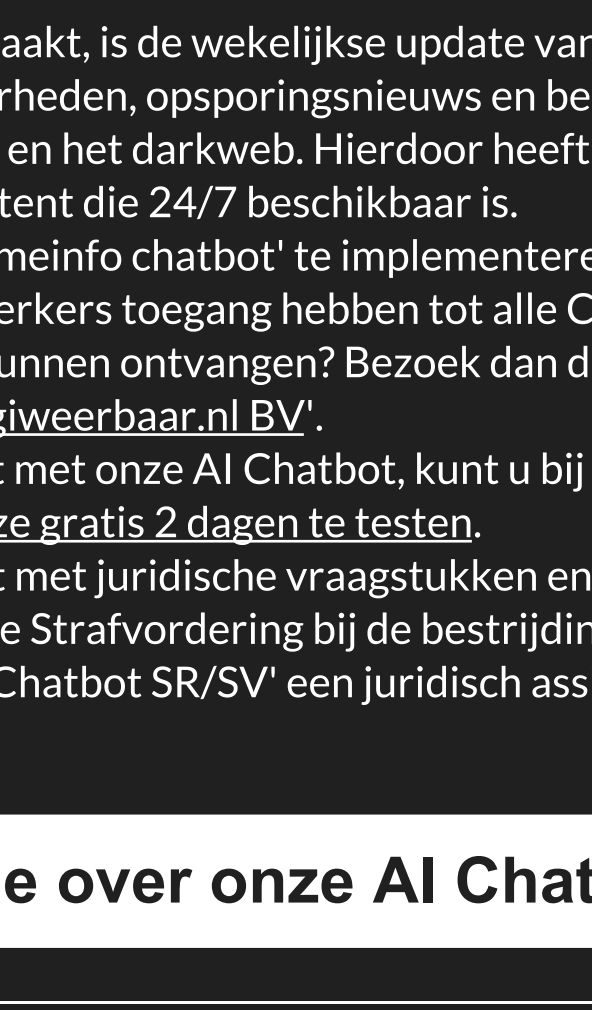 aakt, is de wekelijkse update van
rheden, opsporingsnieuws en be
en het darkweb. Hierdoor heeft
tent die 24/7 beschikbaar is.
meinfo chatbot' te implementere
erkers toegang hebben tot alle C
unnen ontvangen? Bezoek dan d
giweerbaar.nl BV'.
t met onze AI Chatbot, kunt u bij
ze gratis 2 dagen te testen.
t met juridische vraagstukken en
e Strafvordering bij de bestrijdin
Chatbot SR/SV' een juridisch ass
e over onze AI Chat